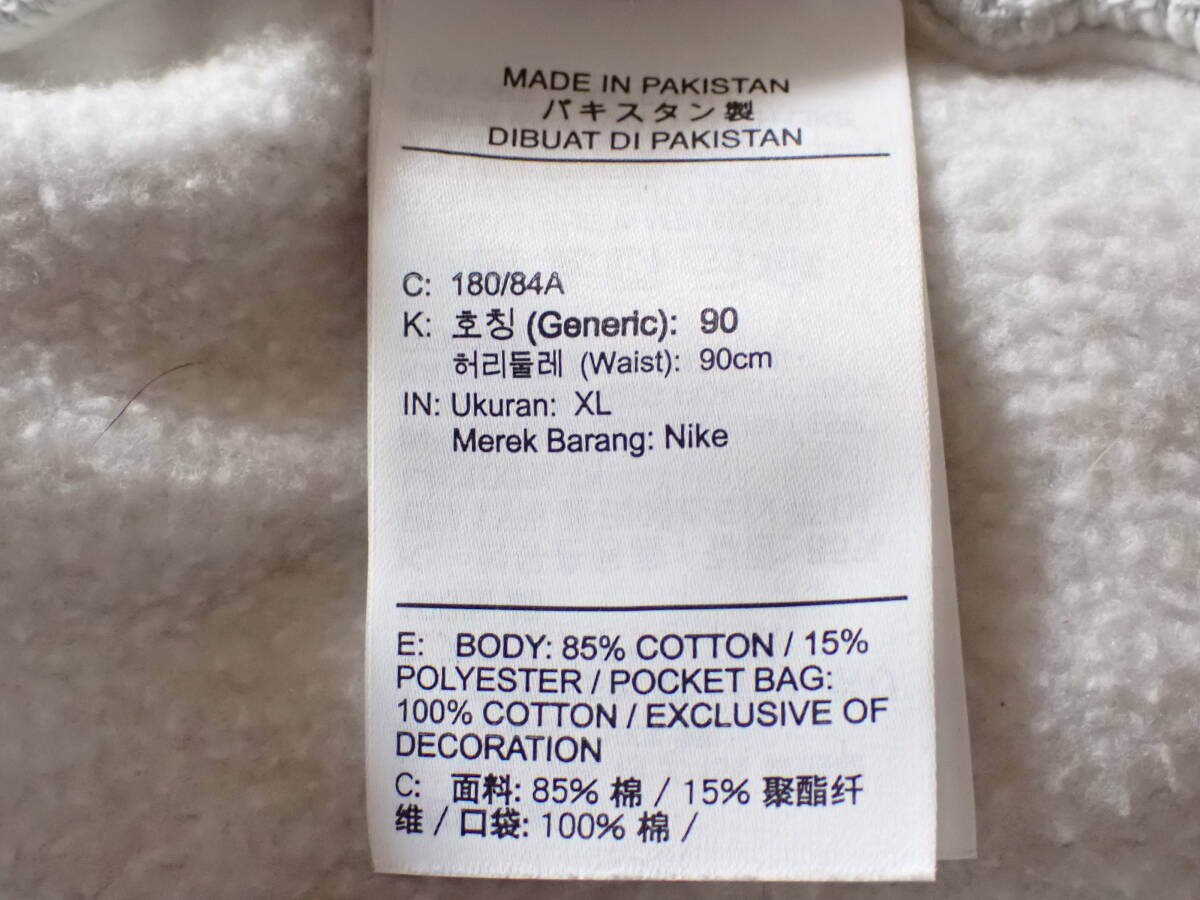 MADE IN PAKISTAN
パキスタン製
DIBUAT DI PAKISTAN
C: 180/84A
K: 호칭 (Generic): 90
허리둘레 (Waist): 90cm
IN: Ukuran: XL
Merek Barang: Nike
E: BODY: 85% COTTON / 15%
POLYESTER / POCKET BAG:
100% COTTON / EXCLUSIVE OF
DECORATION
C: 面料: 85% 棉 / 15% 聚酯纤
维 / 口袋: 100% 棉 /